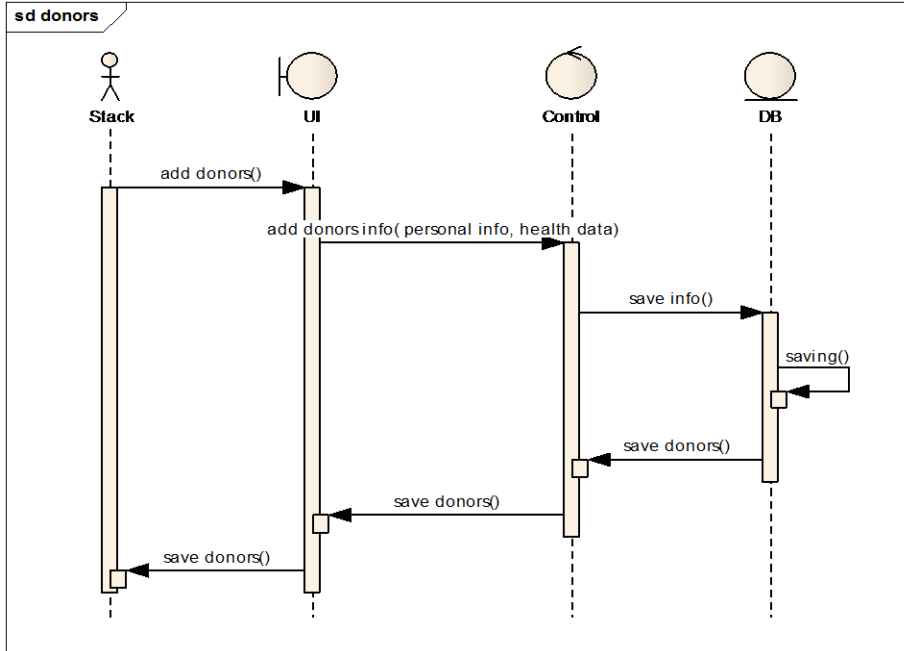 sd donors
Stack
UI
Control
DB
add donors()
add donors info( personal info, health data)
save info()
saving()
save donors()
save donors()
save donors()